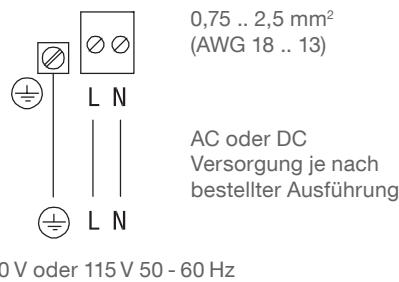 0,75 .. 2,5 mm²
(AWG 18 .. 13)
L N
AC oder DC
Versorgung je nach
bestellter Ausführung
L N
0 V oder 115 V 50 - 60 Hz